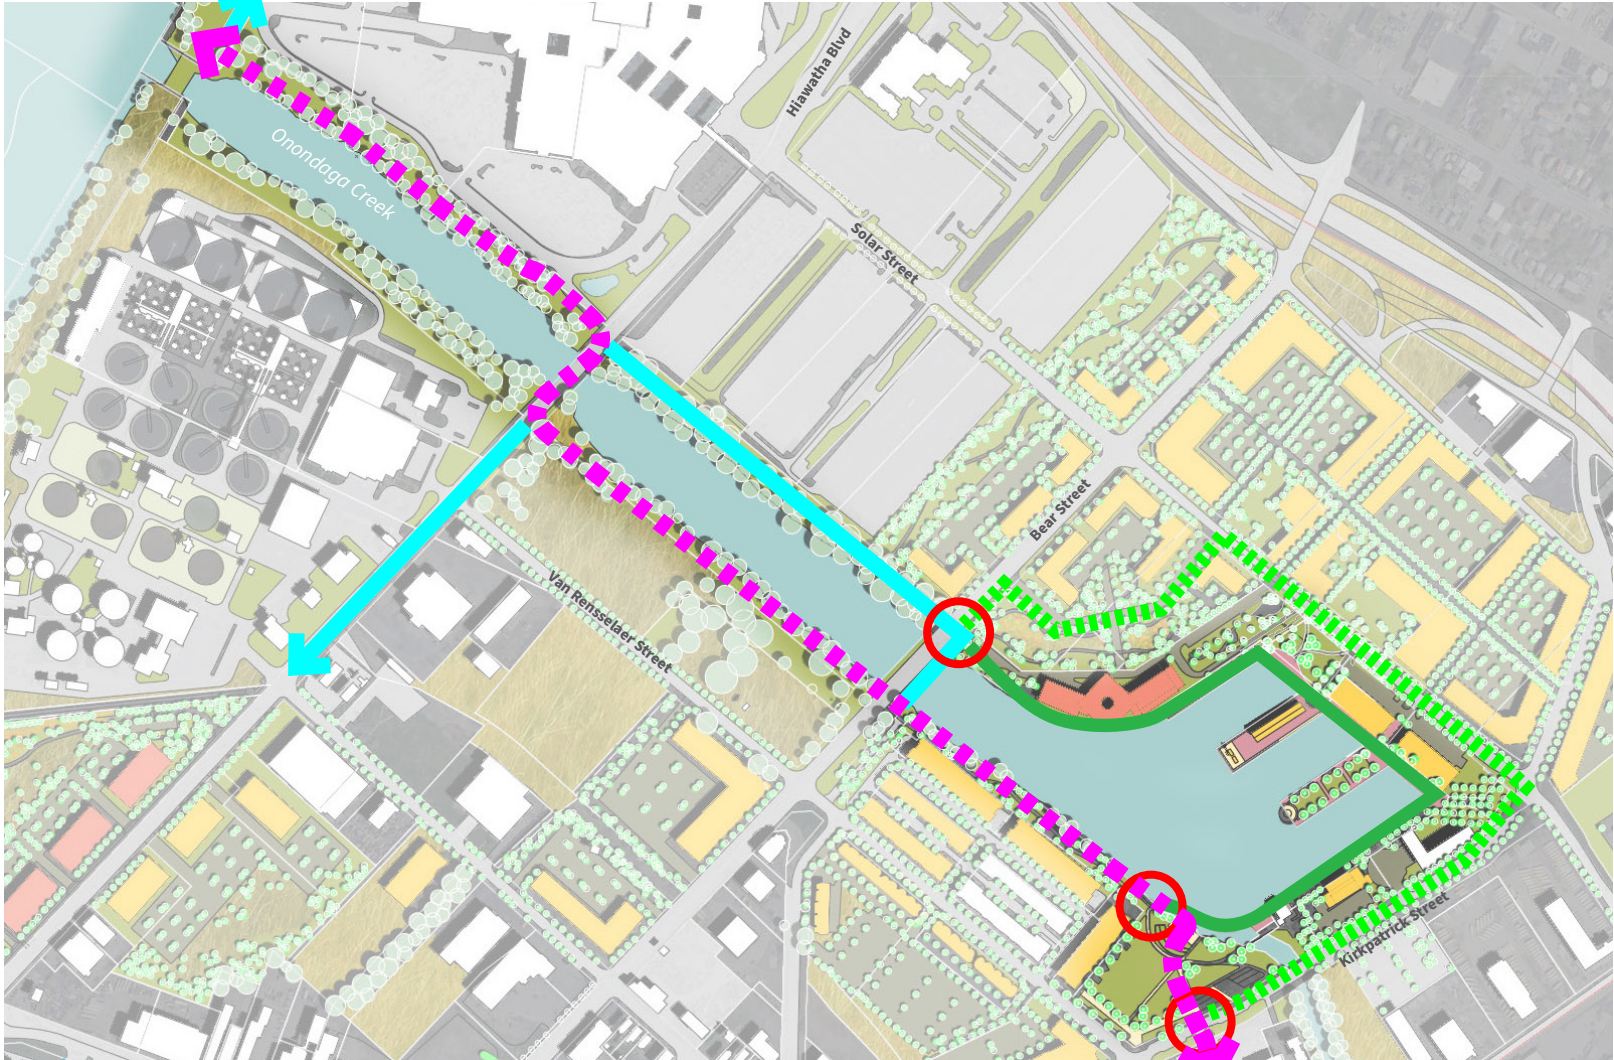 Hiawatha Blvd
Onondaga Creek
Solar Street
Bear Street
Van Rensselaer Street
Kirkpatrick Street